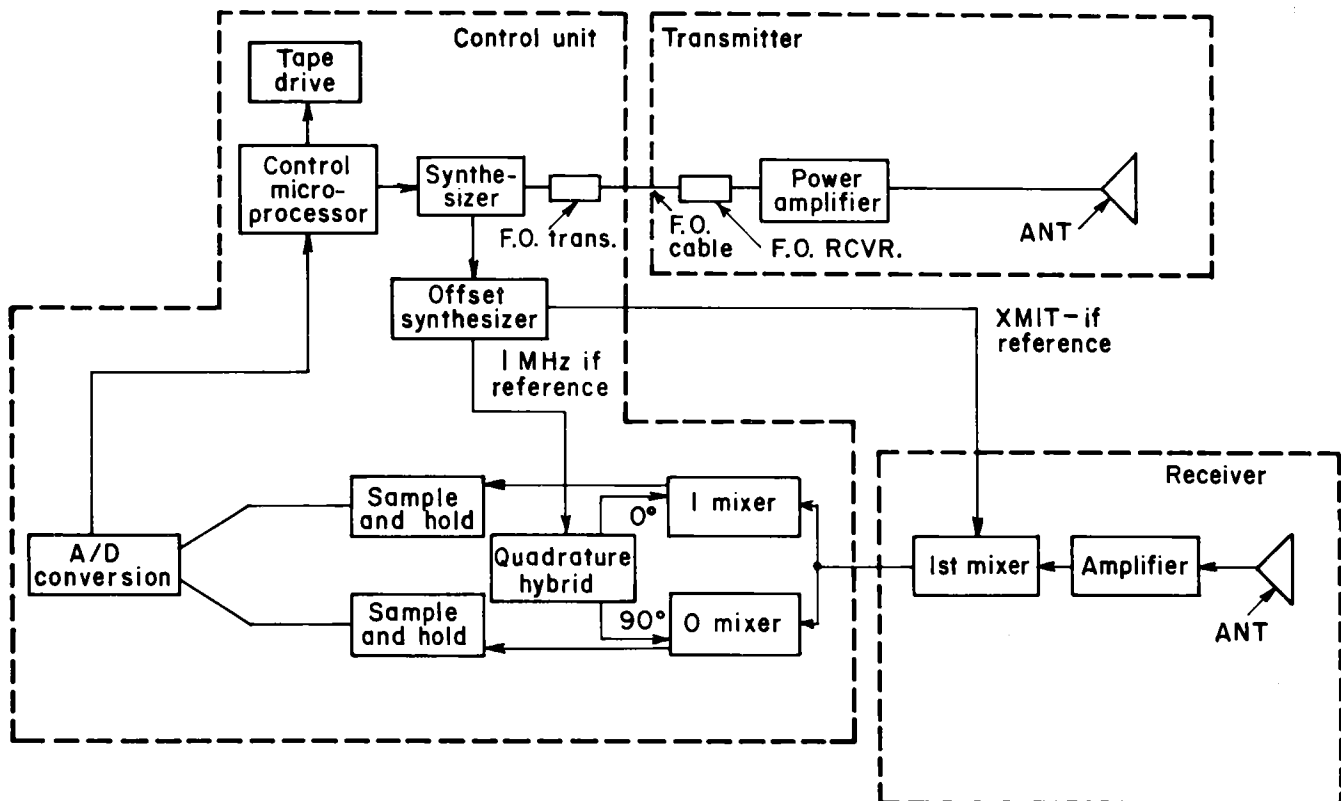 Control unit
Transmitter
Tape
drive
Control
micro-
processor
Synthe-
sizer
F.O. trans.
F.O.
cable
F.O. RCVR.
Power
amplifier
ANT
Offset
synthesizer
XMIT-if
reference
1 MHz if
reference
Receiver
Sample
and hold
0°
I mixer
A/D
conversion
Quadrature
hybrid
1st mixer
Amplifier
Sample
and hold
90°
O mixer
ANT